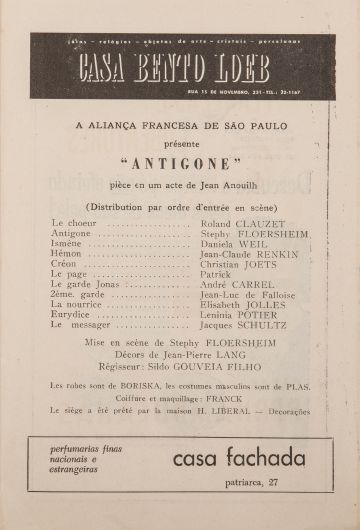 joias - relógios - objetos de arte - cristais - porcelanas
CASA BENTO LOEB
RUA 15 DE NOVEMBRO, 331 - TEL.: 32-1167
A ALIANÇA FRANCESA DE SÃO PAULO
présente
"ANTIGONE"
pièce en um acte de Jean Anouilh
(Distribution par ordre d'entrée en scène)
Le choeur .................. Roland CLAUZET
Antigone .................. Stephy FLOERSHEIM,
Isméne .................. Daniela WEIL
Hémon .................. Jean-Claude RENKIN
Créon .................. Christian JOETS
Le page .................. Patrick
Le garde Jonas : .................. André CARREL
2ème. garde .................. Jean-Luc de Falloise
La nourrice .................. Elisabeth JOLLES
Eurydice .................. Leninia POTIER
Le messager .................. Jacques SCHULTZ
Mise en scène de Stephy FLOERSHEIM
Décors de Jean-Pierre LANG
Régisseur: Sildo GOUVEIA FILHO
Les robes sont de BORISKA, les costumes masculins sont de PLAS.
Coiffure et maquillage: FRANCK
Le siège a été prété par la maison H. LIBERAL — Decorações
perfumarias finas
nacionais e
estrangeiras
casa fachada
patriarca, 27